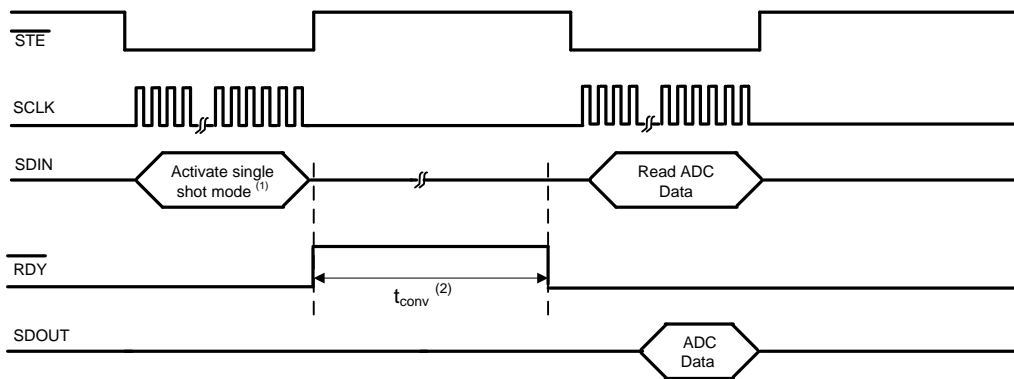 STE
SCLK
SDIN
Activate single
shot mode (1)
Read ADC
Data
RDY
tconv (2)
SDOUT
ADC
Data